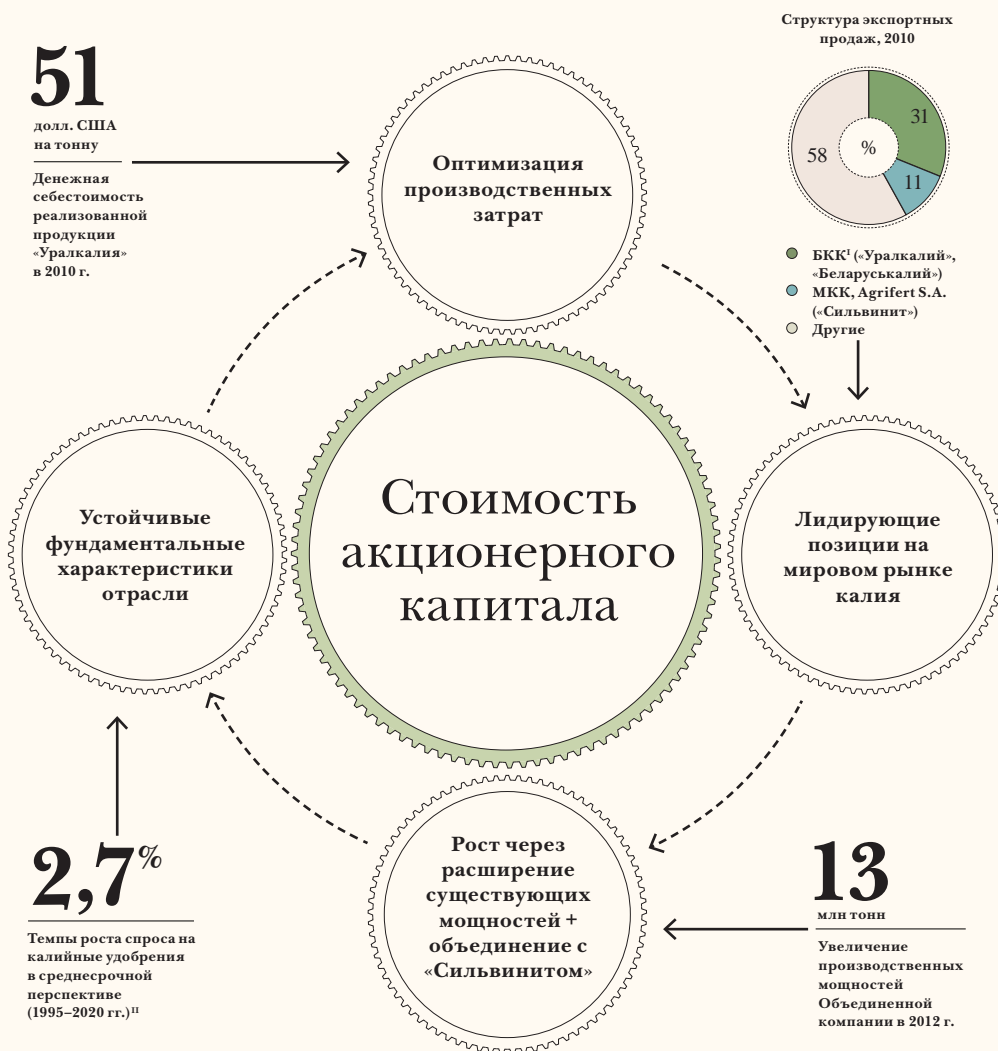 51
долл. США
на тонну
Денежная
себестоимость
реализованной
продукции
«Уралкалия»
в 2010 г.
Оптимизация
производственных
затрат
Структура экспортных
продаж, 2010
31
58
%
11
БККI («Уралкалий»,
«Беларуськалий»)
МКК, Agrifert S.A.
(«Сильвинит»)
Другие
Устойчивые
фундаментальные
характеристики
отрасли
Стоимость
акционерного
капитала
Лидирующие
позиции на
мировом рынке
калия
2,7%
Темпы роста спроса на
калийные удобрения
в среднесрочной
перспективе
(1995–2020 гг.)II
Рост через
расширение
существующих
мощностей +
объединение с
«Сильвинитом»
13
млн тонн
Увеличение
производственных
мощностей
Объединенной
компании в 2012 г.